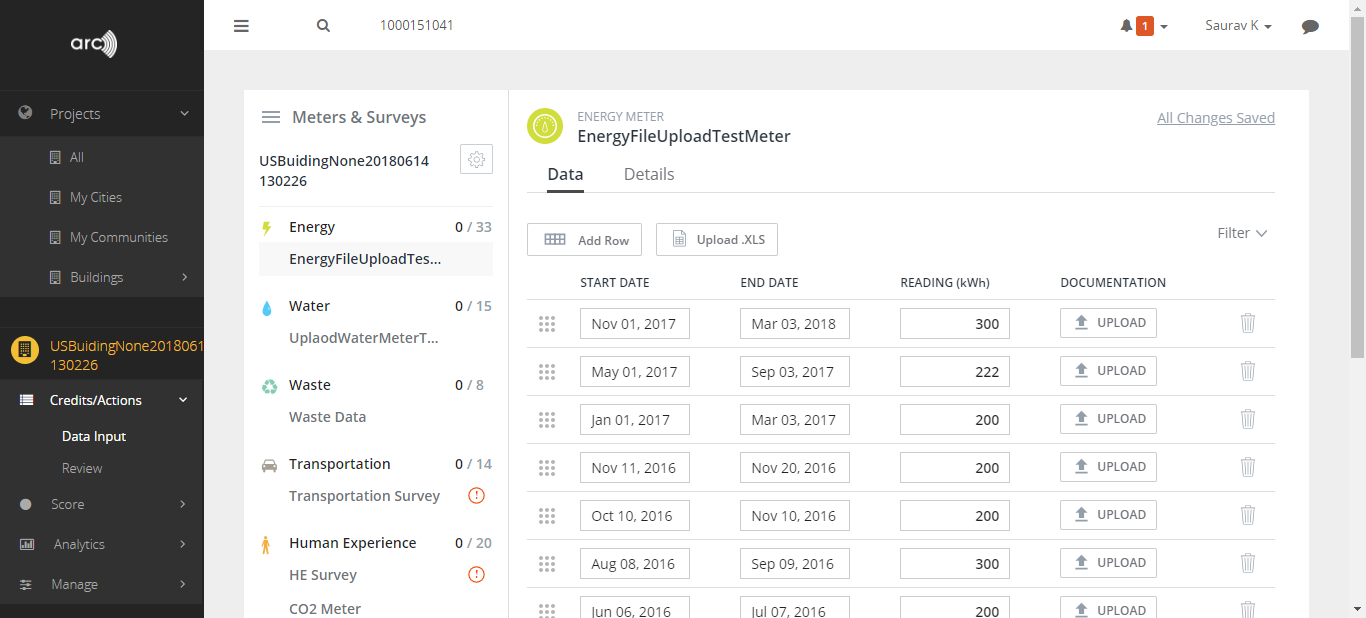 arc
1000151041
1
Saurav K
Projects
All
My Cities
My Communities
Buildings
USBuidingNone2018061
130226
Credits/Actions
Data Input
Review
Score
Analytics
Manage
Meters & Surveys
USBuidingNone20180614
130226
Energy 0 / 33
EnergyFileUploadTes...
Water 0 / 15
UplaodWaterMeterT...
Waste 0 / 8
Waste Data
Transportation 0 / 14
Transportation Survey
Human Experience 0 / 20
HE Survey
CO2 Meter
ENERGY METER
EnergyFileUploadTestMeter
All Changes Saved
Data Details
Add Row Upload .XLS Filter
START DATE END DATE READING (kWh) DOCUMENTATION
Nov 01, 2017 Mar 03, 2018 300 UPLOAD
May 01, 2017 Sep 03, 2017 222 UPLOAD
Jan 01, 2017 Mar 03, 2017 200 UPLOAD
Nov 11, 2016 Nov 20, 2016 200 UPLOAD
Oct 10, 2016 Nov 10, 2016 200 UPLOAD
Aug 08, 2016 Sep 09, 2016 300 UPLOAD
Jun 06, 2016 Jul 07, 2016 200 UPLOAD